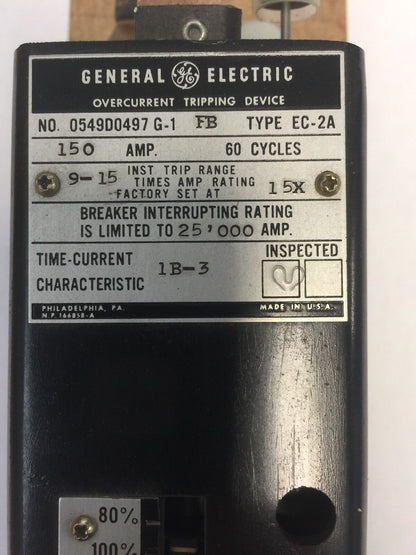 GENERAL GE ELECTRIC
OVERCURRENT TRIPPING DEVICE
NO. 0549D0497 G-1 FB TYPE EC-2A
150 AMP. 60 CYCLES
9-15 INST TRIP RANGE
TIMES AMP RATING
FACTORY SET AT 15X
BREAKER INTERRUPTING RATING
IS LIMITED TO 25'000 AMP.
TIME-CURRENT INSPECTED
CHARACTERISTIC 1B-3
PHILADELPHIA, PA. MADE IN U.S.A.
N.P. 166B58-A
80%
100%